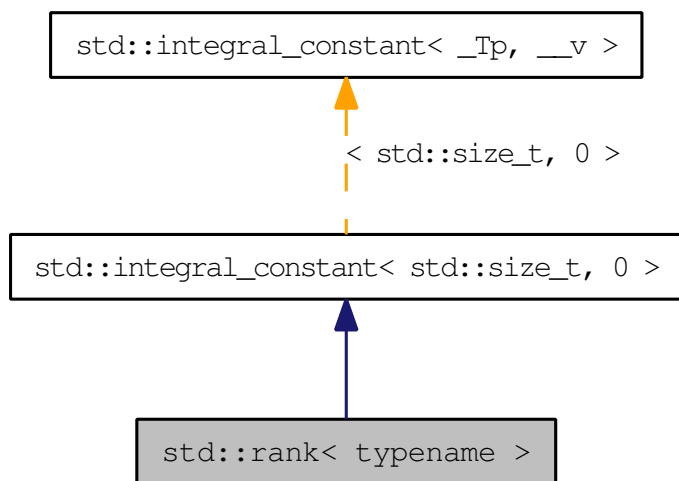 std::integral_constant< _Tp, __v >
< std::size_t, 0 >
std::integral_constant< std::size_t, 0 >
std::rank< typename >